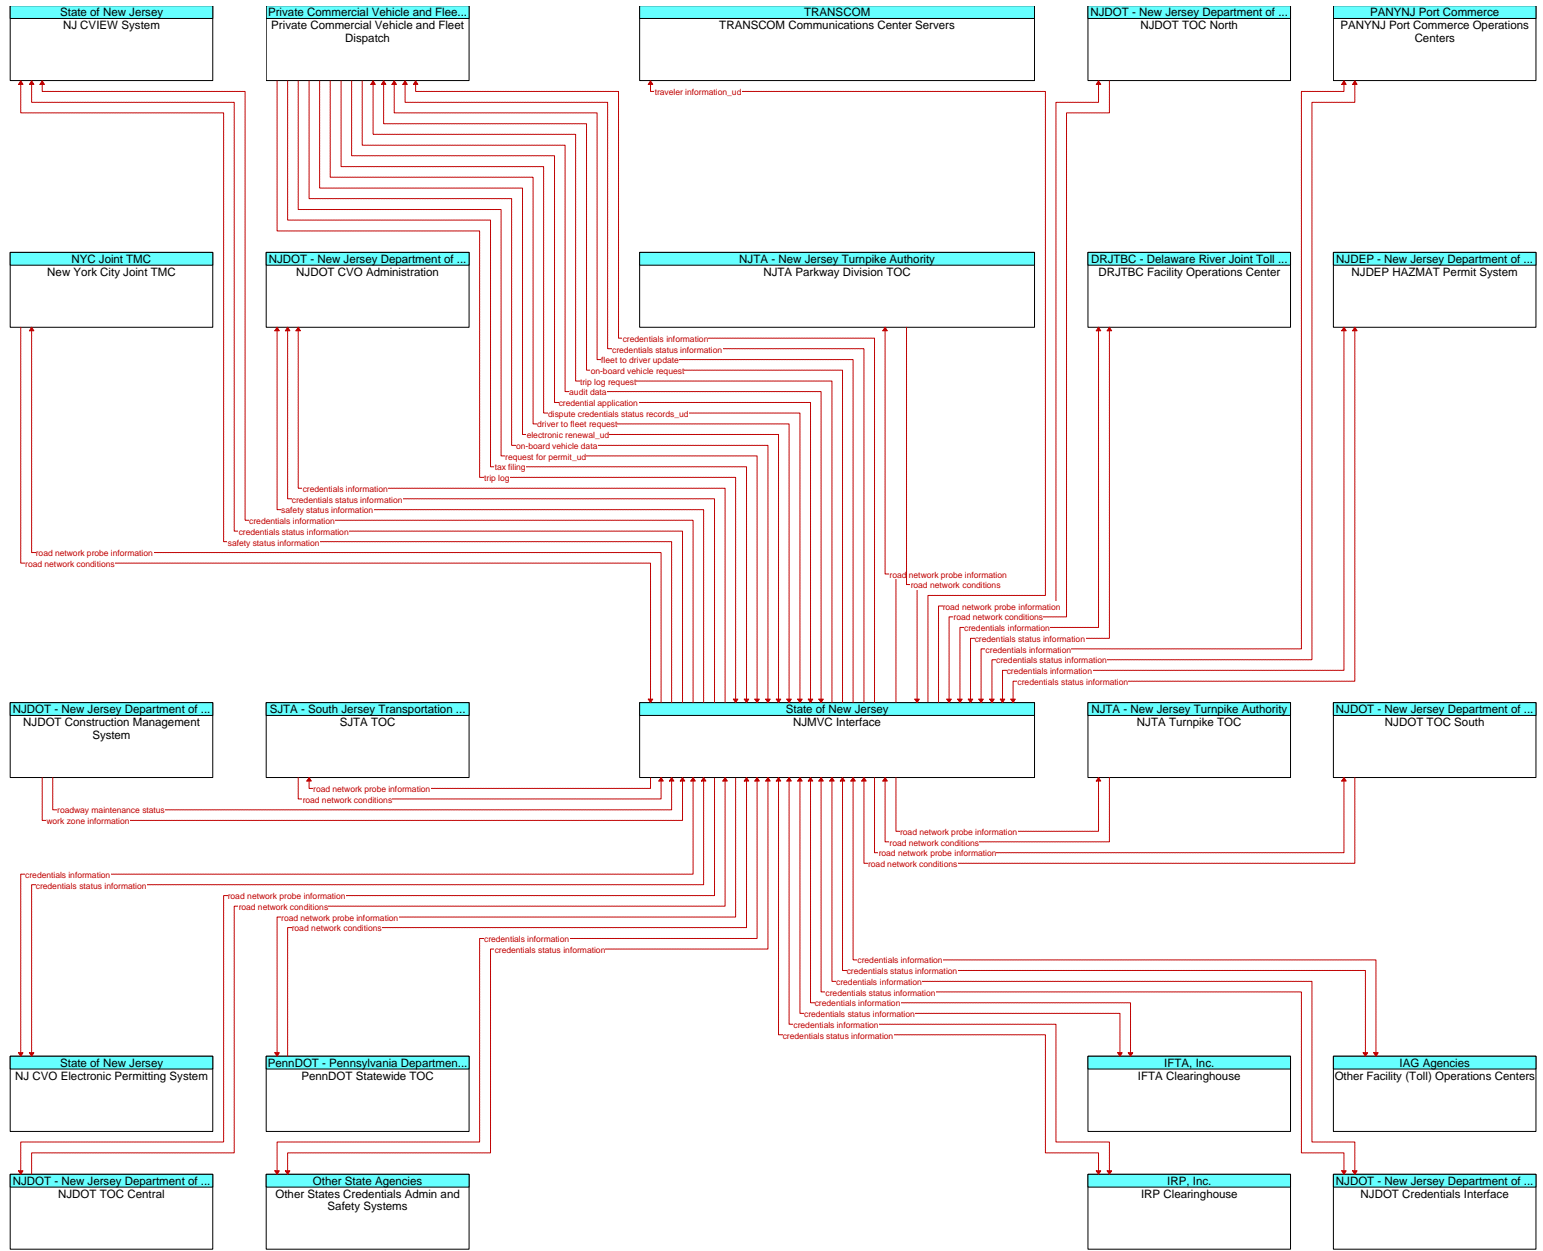 State of New Jersey
NJ CVIEW System
Private Commercial Vehicle and Flee...
Private Commercial Vehicle and Fleet
Dispatch
TRANSCOM
TRANSCOM Communications Center Servers
NJDOT - New Jersey Department of ...
NJDOT TOC North
PANYNJ Port Commerce
PANYNJ Port Commerce Operations
Centers
traveler information_ud
NYC Joint TMC
New York City Joint TMC
NJDOT - New Jersey Department of ...
NJDOT CVO Administration
NJTA - New Jersey Turnpike Authority
NJTA Parkway Division TOC
DRJTBC - Delaware River Joint Toll ...
DRJTBC Facility Operations Center
NJDEP - New Jersey Department of ...
NJDEP HAZMAT Permit System
credentials information
credentials status information
fleet to driver update
on-board vehicle request
trip log request
audit data
credential application
dispute credentials status records_ud
driver to fleet request
electronic renewal_ud
on-board vehicle data
request for permit_ud
tax filing
trip log
credentials information
credentials status information
safety status information
credentials information
credentials status information
safety status information
road network probe information
road network conditions
road network probe information
road network conditions
road network probe information
road network conditions
credentials information
credentials status information
credentials information
credentials status information
credentials information
credentials status information
NJDOT - New Jersey Department of ...
NJDOT Construction Management
System
SJTA - South Jersey Transportation ...
SJTA TOC
State of New Jersey
NJMVC Interface
NJTA - New Jersey Turnpike Authority
NJTA Turnpike TOC
NJDOT - New Jersey Department of ...
NJDOT TOC South
road network probe information
road network conditions
roadway maintenance status
work zone information
road network probe information
road network conditions
road network probe information
road network conditions
credentials information
credentials status information
road network probe information
road network conditions
road network probe information
road network conditions
credentials information
credentials status information
credentials information
credentials status information
credentials information
credentials status information
credentials information
credentials status information
credentials information
credentials status information
State of New Jersey
NJ CVO Electronic Permitting System
PennDOT - Pennsylvania Departmen...
PennDOT Statewide TOC
IFTA, Inc.
IFTA Clearinghouse
IAG Agencies
Other Facility (Toll) Operations Centers
NJDOT - New Jersey Department of ...
NJDOT TOC Central
Other State Agencies
Other States Credentials Admin and
Safety Systems
IRP, Inc.
IRP Clearinghouse
NJDOT - New Jersey Department of ...
NJDOT Credentials Interface